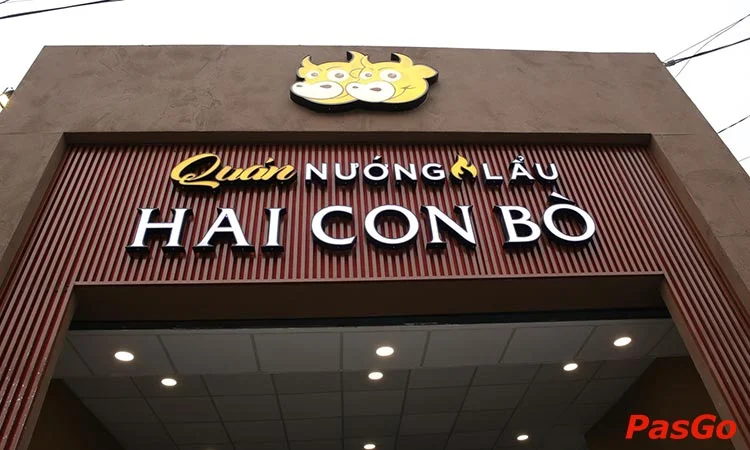 Quán NƯỚNG LẨU
HAI CON BÒ
PasGo